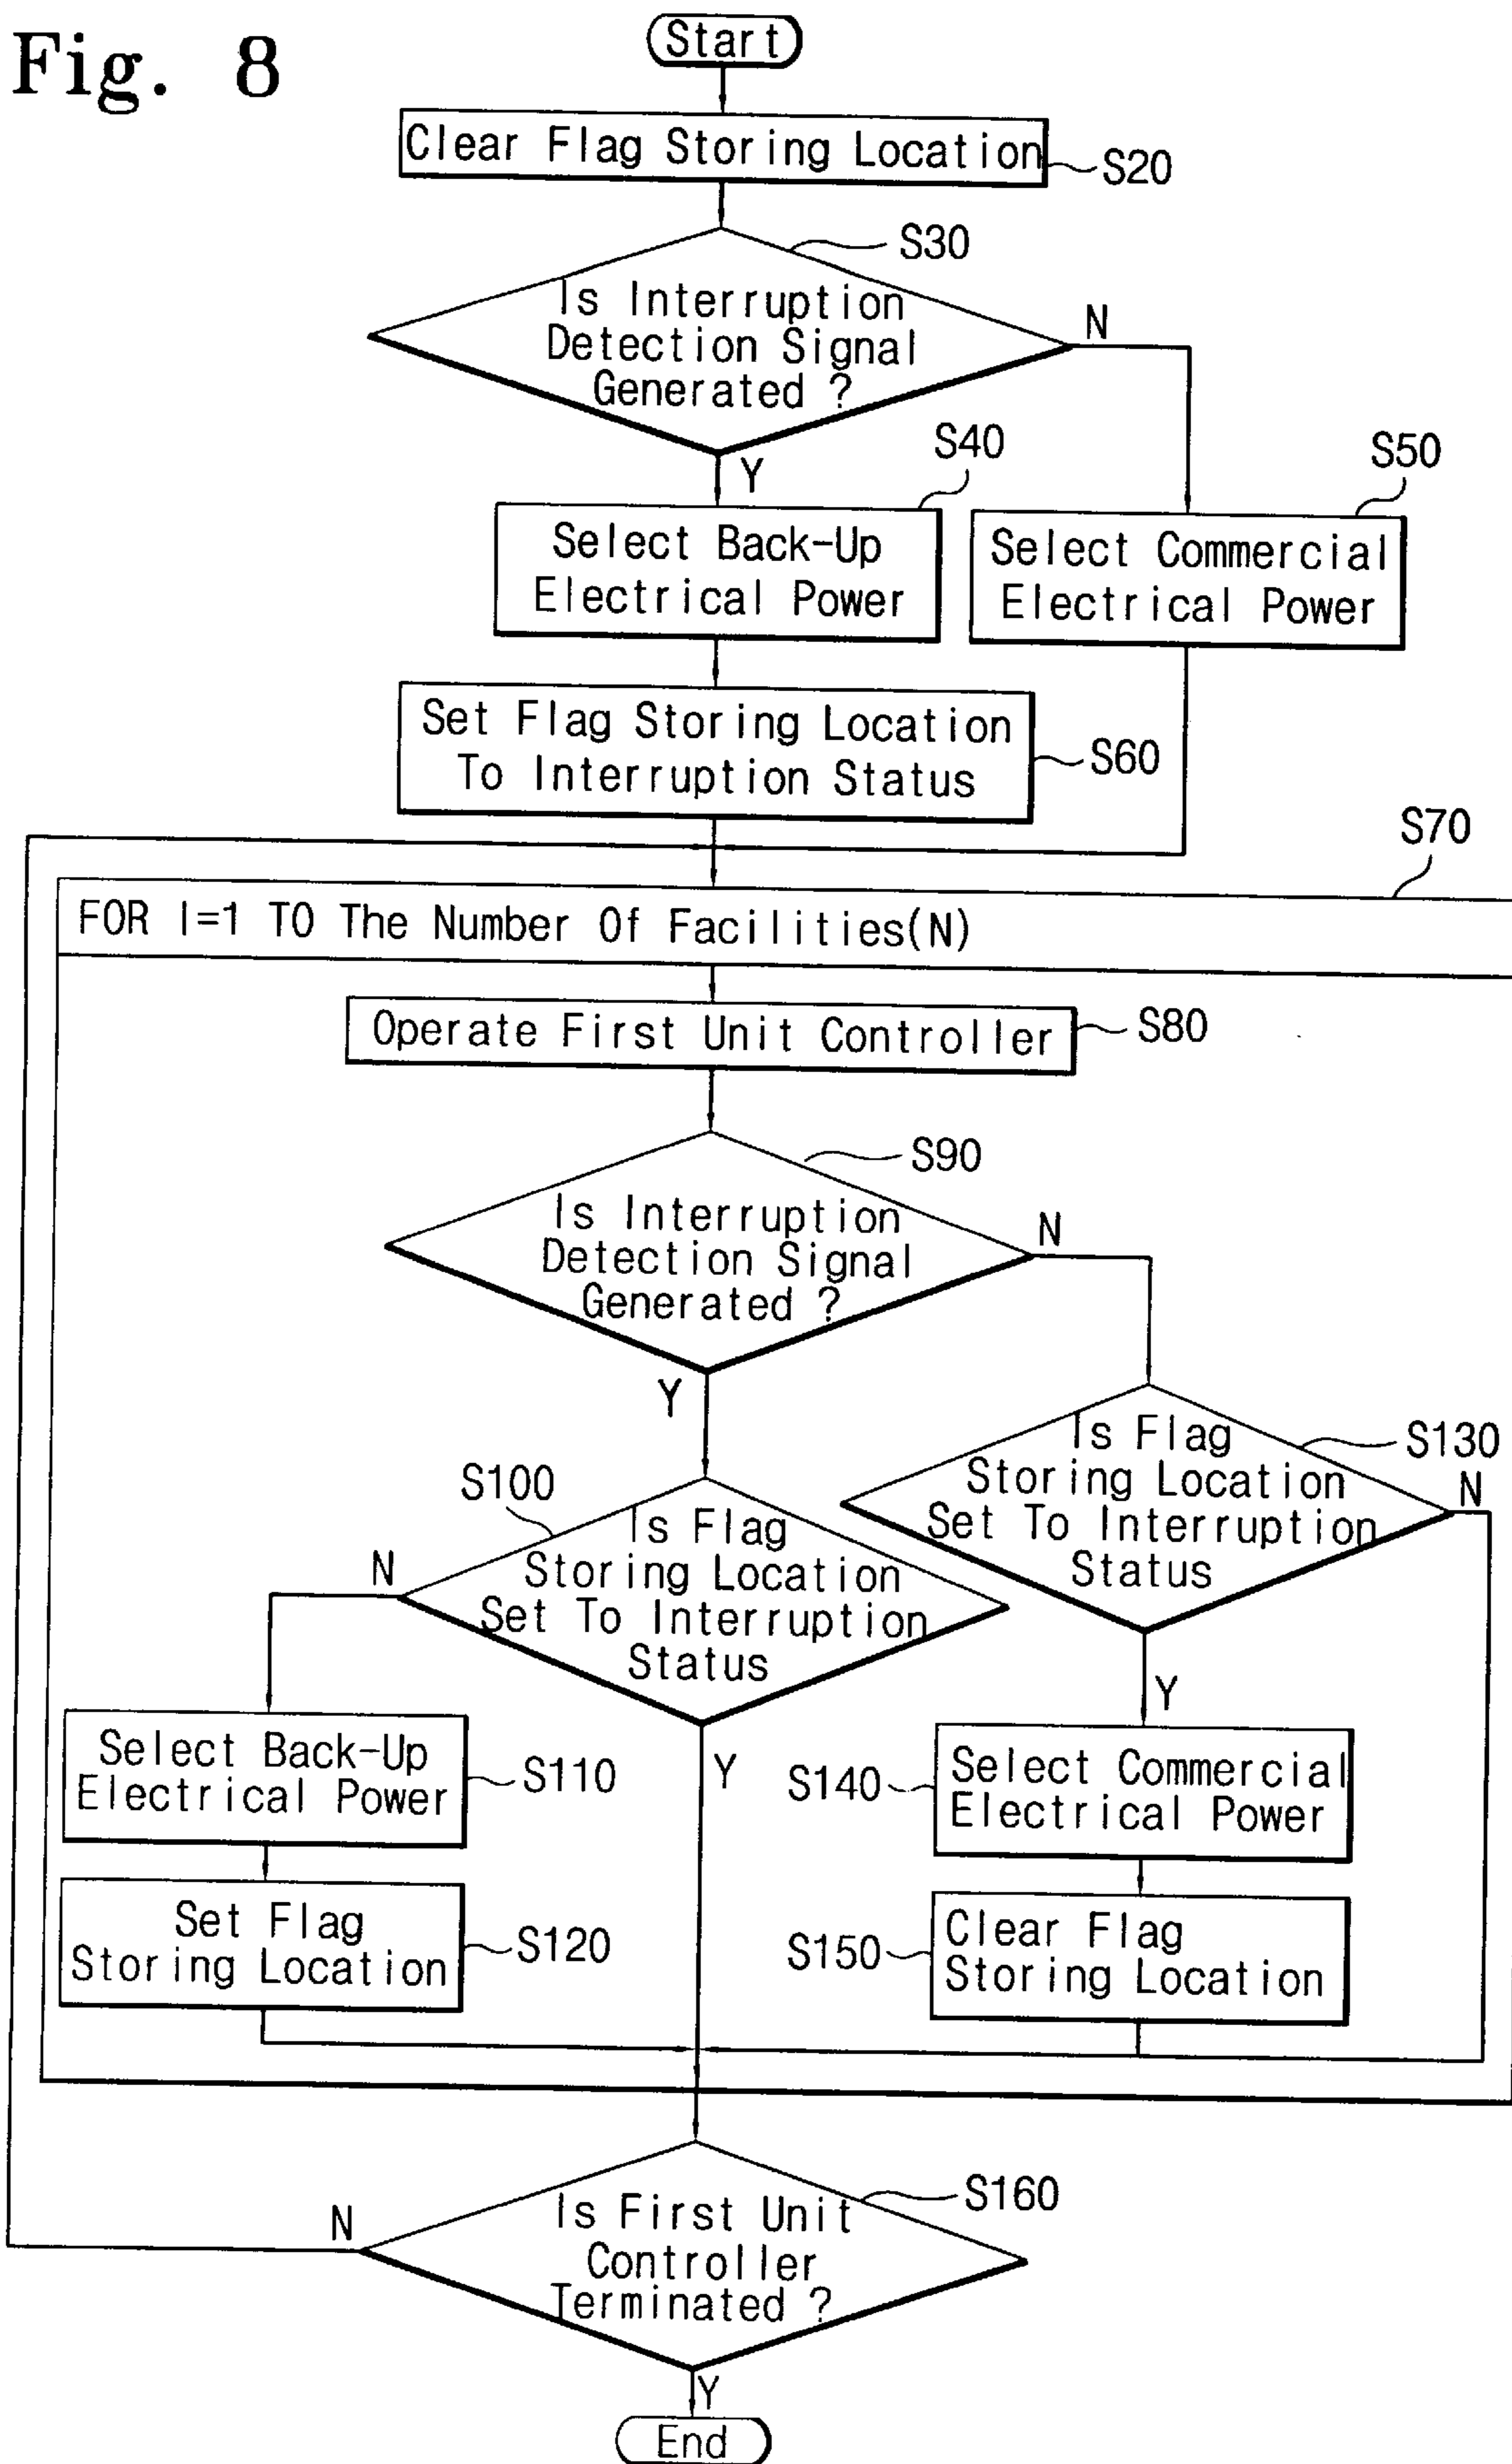 Fig. 8
Start
Clear Flag Storing Location
S20
S30
Is Interruption
Detection Signal
Generated ?
N
Y
S40
Select Back-Up
Electrical Power
S50
Select Commercial
Electrical Power
Set Flag Storing Location
To Interruption Status
S60
S70
FOR I=1 TO The Number Of Facilities(N)
Operate First Unit Controller
S80
S90
Is Interruption
Detection Signal
Generated ?
N
Y
S100
Is Flag
Storing Location
Set To Interruption
Status
N
Y
S130
Is Flag
Storing Location
Set To Interruption
Status
N
Y
Select Back-Up
Electrical Power
S110
Set Flag
Storing Location
S120
S140
Select Commercial
Electrical Power
S150
Clear Flag
Storing Location
S160
Is First Unit
Controller
Terminated ?
N
Y
End